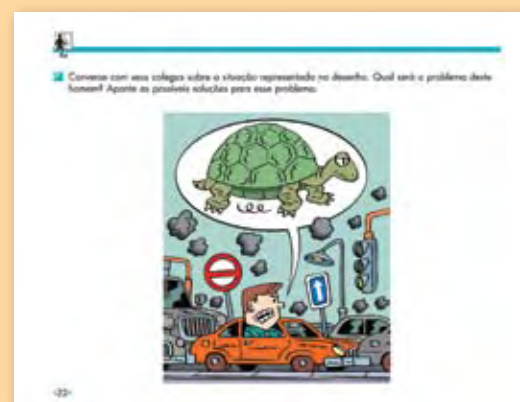 Converse com seus colegas sobre a situação representada no desenho. Qual será o problema deste
homem? Aponte as possíveis soluções para esse problema.
‹22›